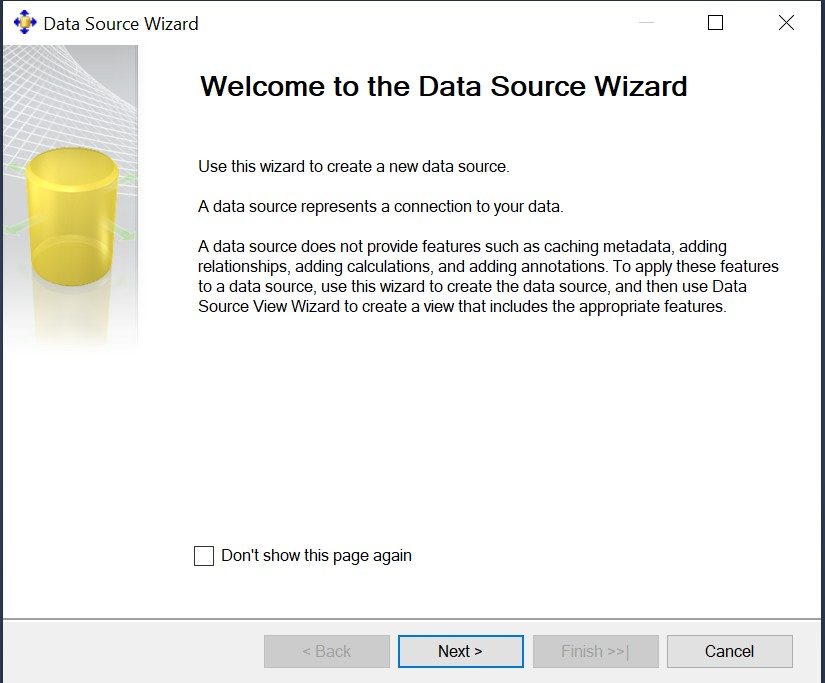 Data Source Wizard
Welcome to the Data Source Wizard
Use this wizard to create a new data source.
A data source represents a connection to your data.
A data source does not provide features such as caching metadata, adding
relationships, adding calculations, and adding annotations. To apply these features
to a data source, use this wizard to create the data source, and then use Data
Source View Wizard to create a view that includes the appropriate features.
Don't show this page again
< Back
Next >
Finish >>|
Cancel